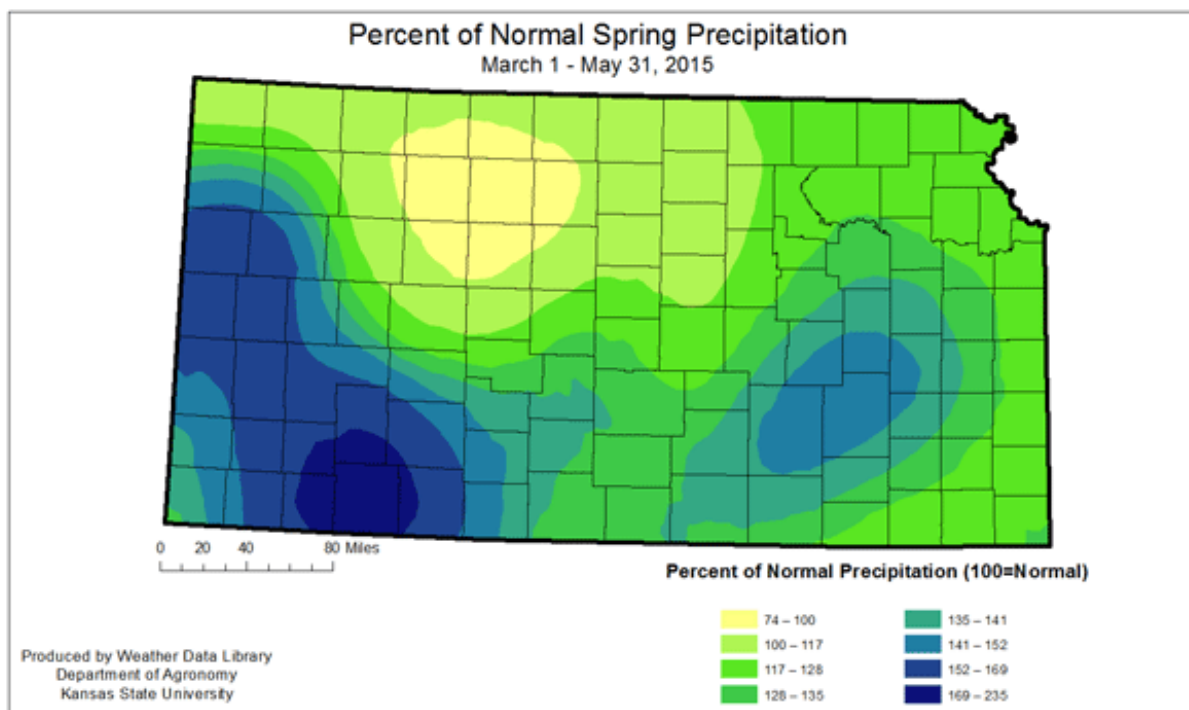 Percent of Normal Spring Precipitation
March 1 - May 31, 2015
0 20 40 80 Miles
Percent of Normal Precipitation (100=Normal)
74 – 100
100 – 117
117 – 128
128 – 135
135 – 141
141 – 152
152 – 169
169 – 235
Produced by Weather Data Library
Department of Agronomy
Kansas State University